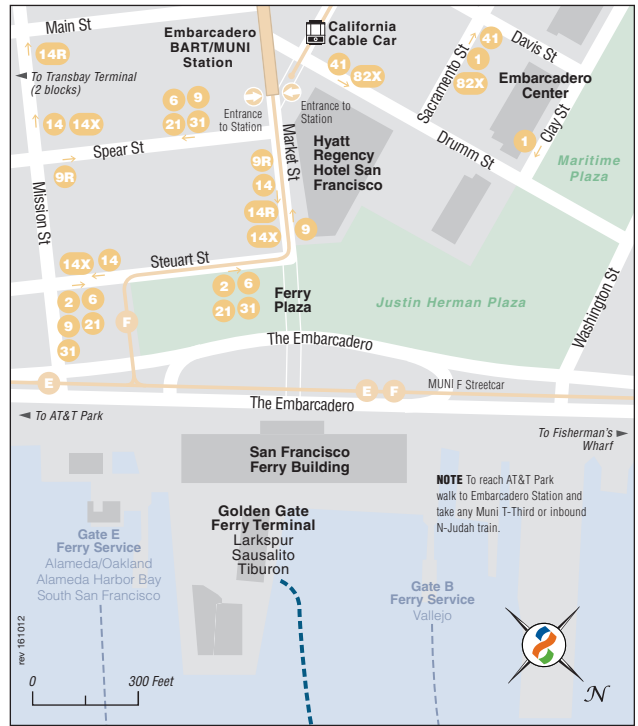 Main St
14R
To Transbay Terminal
(2 blocks)
Embarcadero
BART/MUNI
Station
California
Cable Car
41
82X
Sacramento St
41
1
82X
Davis St
Embarcadero
Center
1
Clay St
Drumm St
Maritime
Plaza
6
9
21
31
14
14X
Entrance
to Station
Entrance to
Station
Market St
Hyatt
Regency
Hotel San
Francisco
Spear St
9R
Mission St
9R
14
14R
14X
9
14X
14
Steuart St
2
6
9
21
31
F
2
6
21
31
Ferry
Plaza
Justin Herman Plaza
Washington St
The Embarcadero
E
E
F
MUNI F Streetcar
The Embarcadero
To AT&T Park
To Fisherman's
Wharf
San Francisco
Ferry Building
NOTE To reach AT&T Park
walk to Embarcadero Station and
take any Muni T-Third or inbound
N-Judah train.
Golden Gate
Ferry Terminal
Larkspur
Sausalito
Tiburon
Gate E
Ferry Service
Alameda/Oakland
Alameda Harbor Bay
South San Francisco
Gate B
Ferry Service
Vallejo
rev 161012
0
300 Feet
N